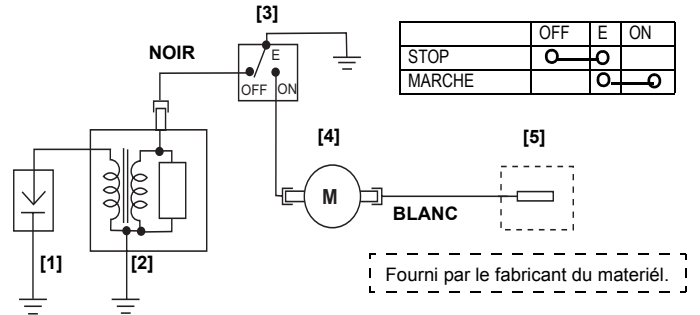 [3]
NOIR
E
OFF
ON
OFF E ON
STOP
MARCHE
[4]
[5]
M
BLANC
[1]
[2]
Fourni par le fabricant du materiél.